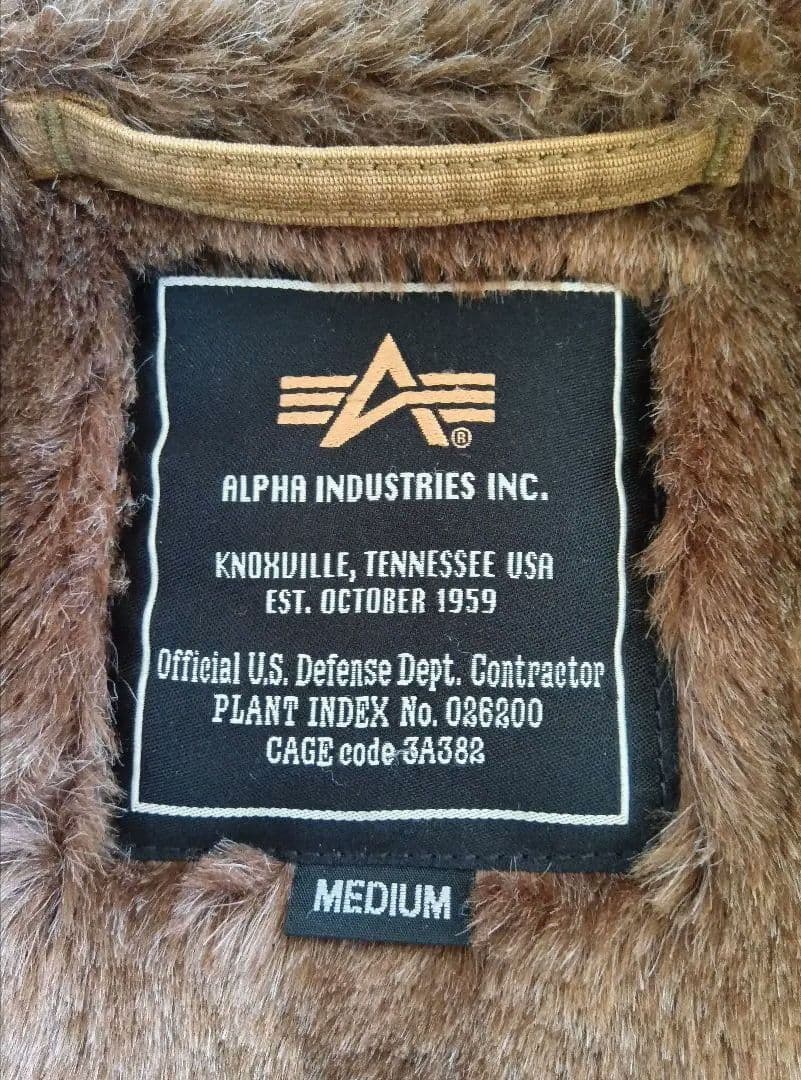 ®
ALPHA INDUSTRIES INC.
KNOXVILLE, TENNESSEE USA
EST. OCTOBER 1959
Official U.S. Defense Dept. Contractor
PLANT INDEX No. 026200
CAGE code 3A382
MEDIUM